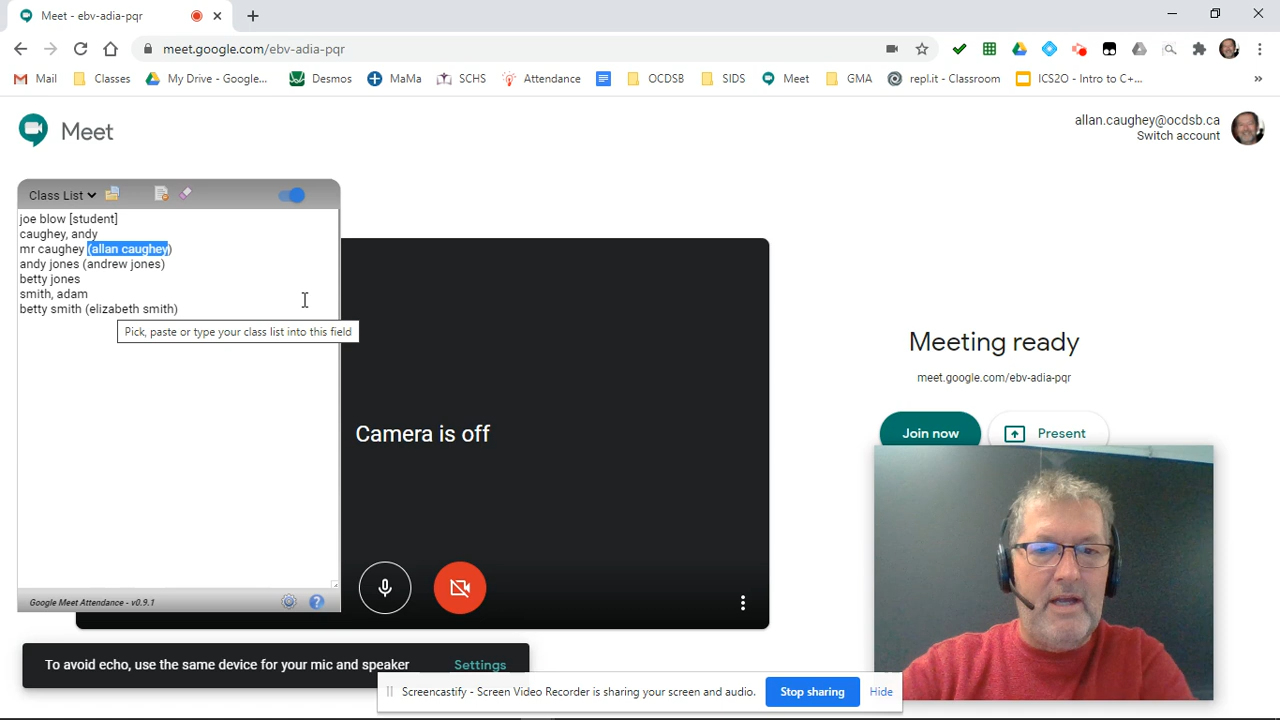 Meet - ebv-adia-pqr
meet.google.com/ebv-adia-pqr
Mail Classes My Drive - Google... Desmos MaMa SCHS Attendance OCDSB SIDS Meet GMA repl.it - Classroom ICS2O - Intro to C+... »
Meet
allan.caughey@ocdsb.ca
Switch account
Class List
joe blow [student]
caughey, andy
mr caughey (allan caughey)
andy jones (andrew jones)
betty jones
smith, adam
betty smith (elizabeth smith)
Pick, paste or type your class list into this field
Camera is off
Meeting ready
meet.google.com/ebv-adia-pqr
Join now Present
Google Meet Attendance - v0.9.1 ?
To avoid echo, use the same device for your mic and speaker Settings
Screencastify - Screen Video Recorder is sharing your screen and audio. Stop sharing Hide